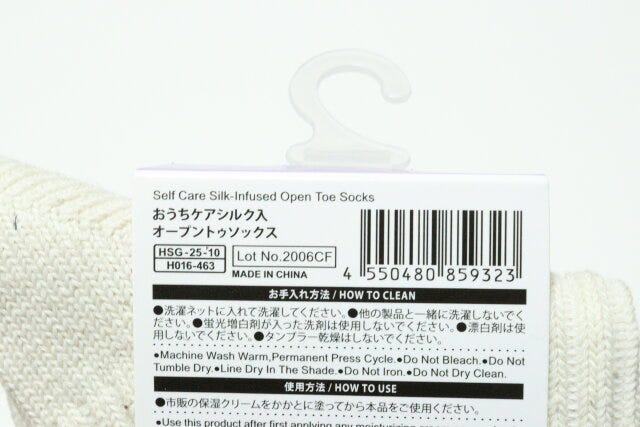 Self Care Silk-Infused Open Toe Socks
おうちケアシルク入
オープントゥソックス
HSG-25-10
H016-463
Lot No.2006CF
MADE IN CHINA
4 550480 859323
お手入れ方法 / HOW TO CLEAN
●洗濯ネットに入れて洗濯してください。●他の製品と一緒に洗濯しないでく
ださい。●蛍光増白剤が入った洗剤は使用しないでください。●漂白剤は使
用しないでください。●タンブラー乾燥はしないでください。
●Machine Wash Warm,Permanent Press Cycle.●Do Not Bleach.●Do Not
Tumble Dry.●Line Dry In The Shade.●Do Not Iron.●Do Not Dry Clean.
使用方法 / HOW TO USE
●市販の保湿クリームをかかとに塗ってから本品をご使用ください。
●Use this product after first applying any moisturizing